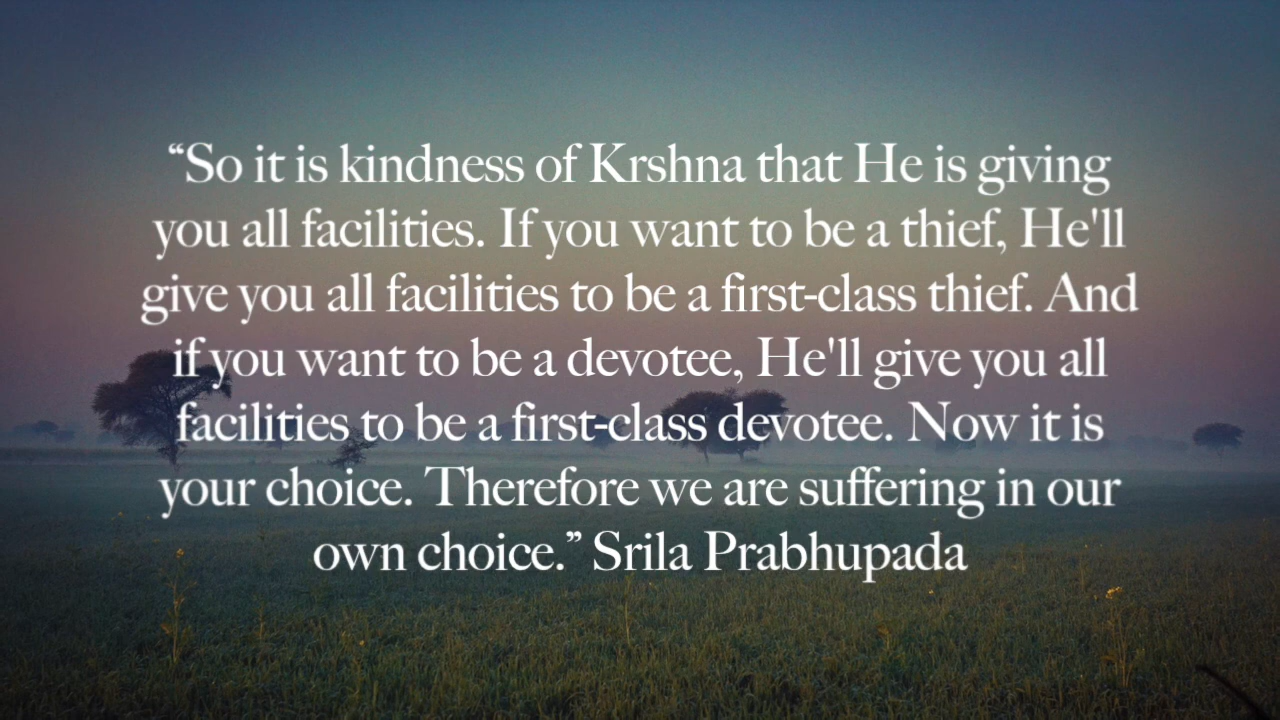 “So it is kindness of Krshna that He is giving
you all facilities. If you want to be a thief, He'll
give you all facilities to be a first-class thief. And
if you want to be a devotee, He'll give you all
facilities to be a first-class devotee. Now it is
your choice. Therefore we are suffering in our
own choice.” Srila Prabhupada